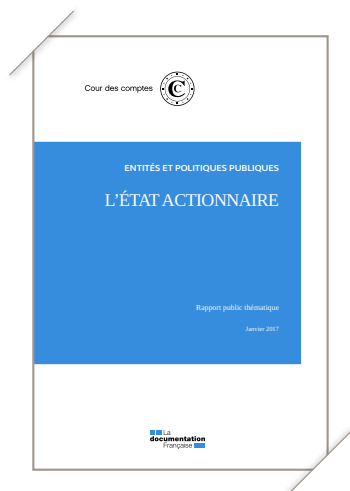 Cour des comptes
ENTITÉS ET POLITIQUES PUBLIQUES
L'ÉTAT ACTIONNAIRE
Rapport public thématique
Janvier 2017
La
documentation
Française